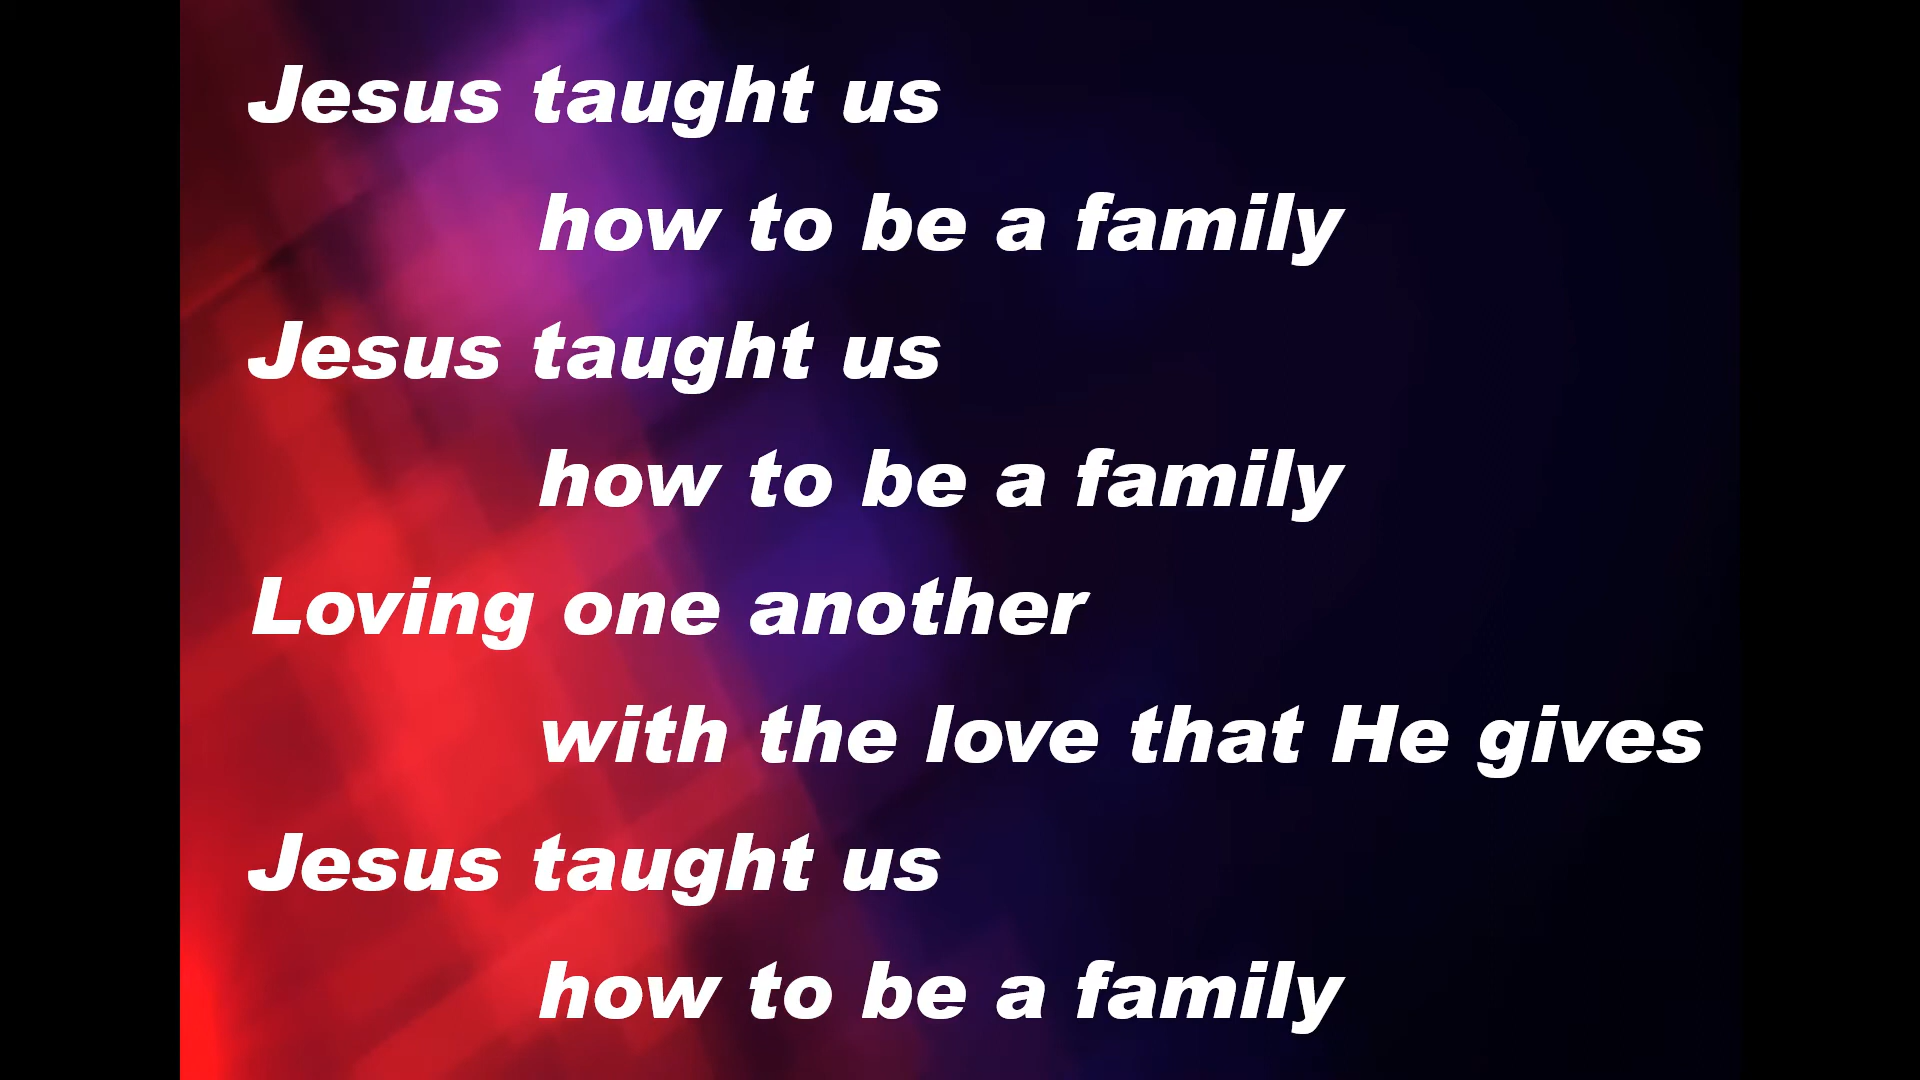 Jesus taught us
how to be a family
Jesus taught us
how to be a family
Loving one another
with the love that He gives
Jesus taught us
how to be a family